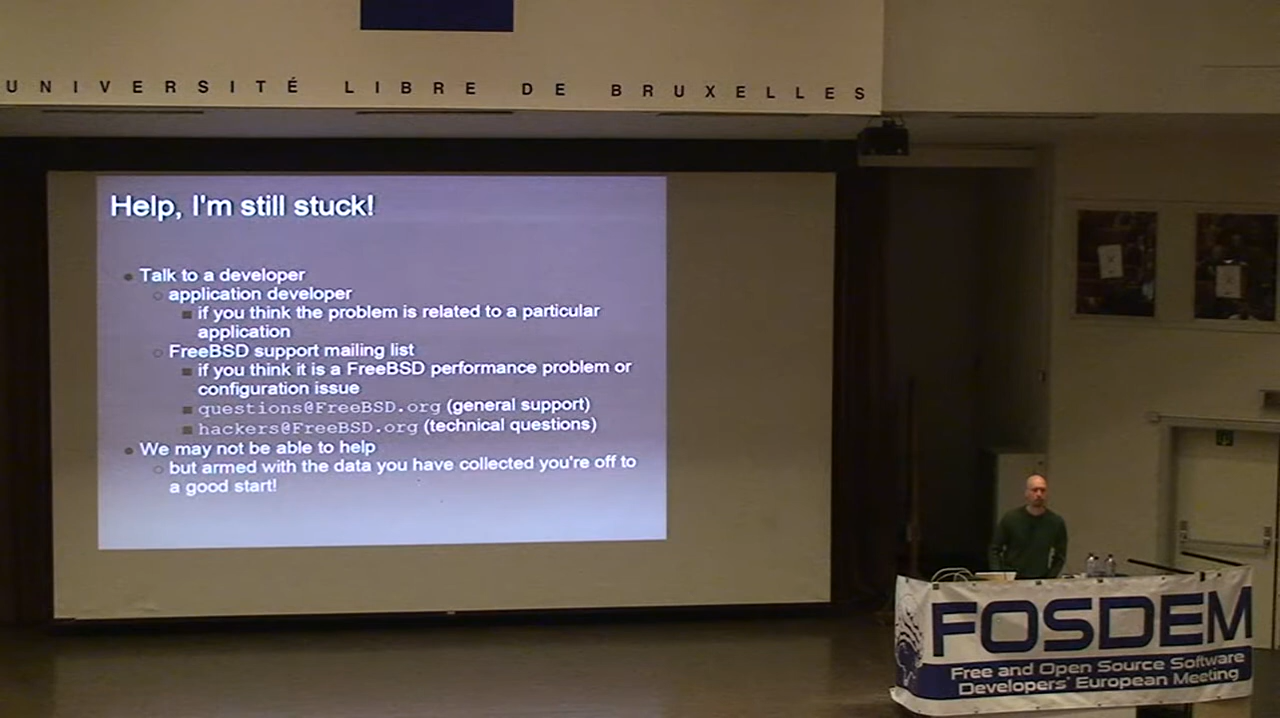 UNIVERSITÉ LIBRE DE BRUXELLES
Help, I'm still stuck!
Talk to a developer
application developer
if you think the problem is related to a particular
application
FreeBSD support mailing list
if you think it is a FreeBSD performance problem or
configuration issue
questions@FreeBSD.org (general support)
hackers@FreeBSD.org (technical questions)
We may not be able to help
but armed with the data you have collected you're off to
a good start!
FOSDEM
Free and Open Source Software
Developers' European Meeting